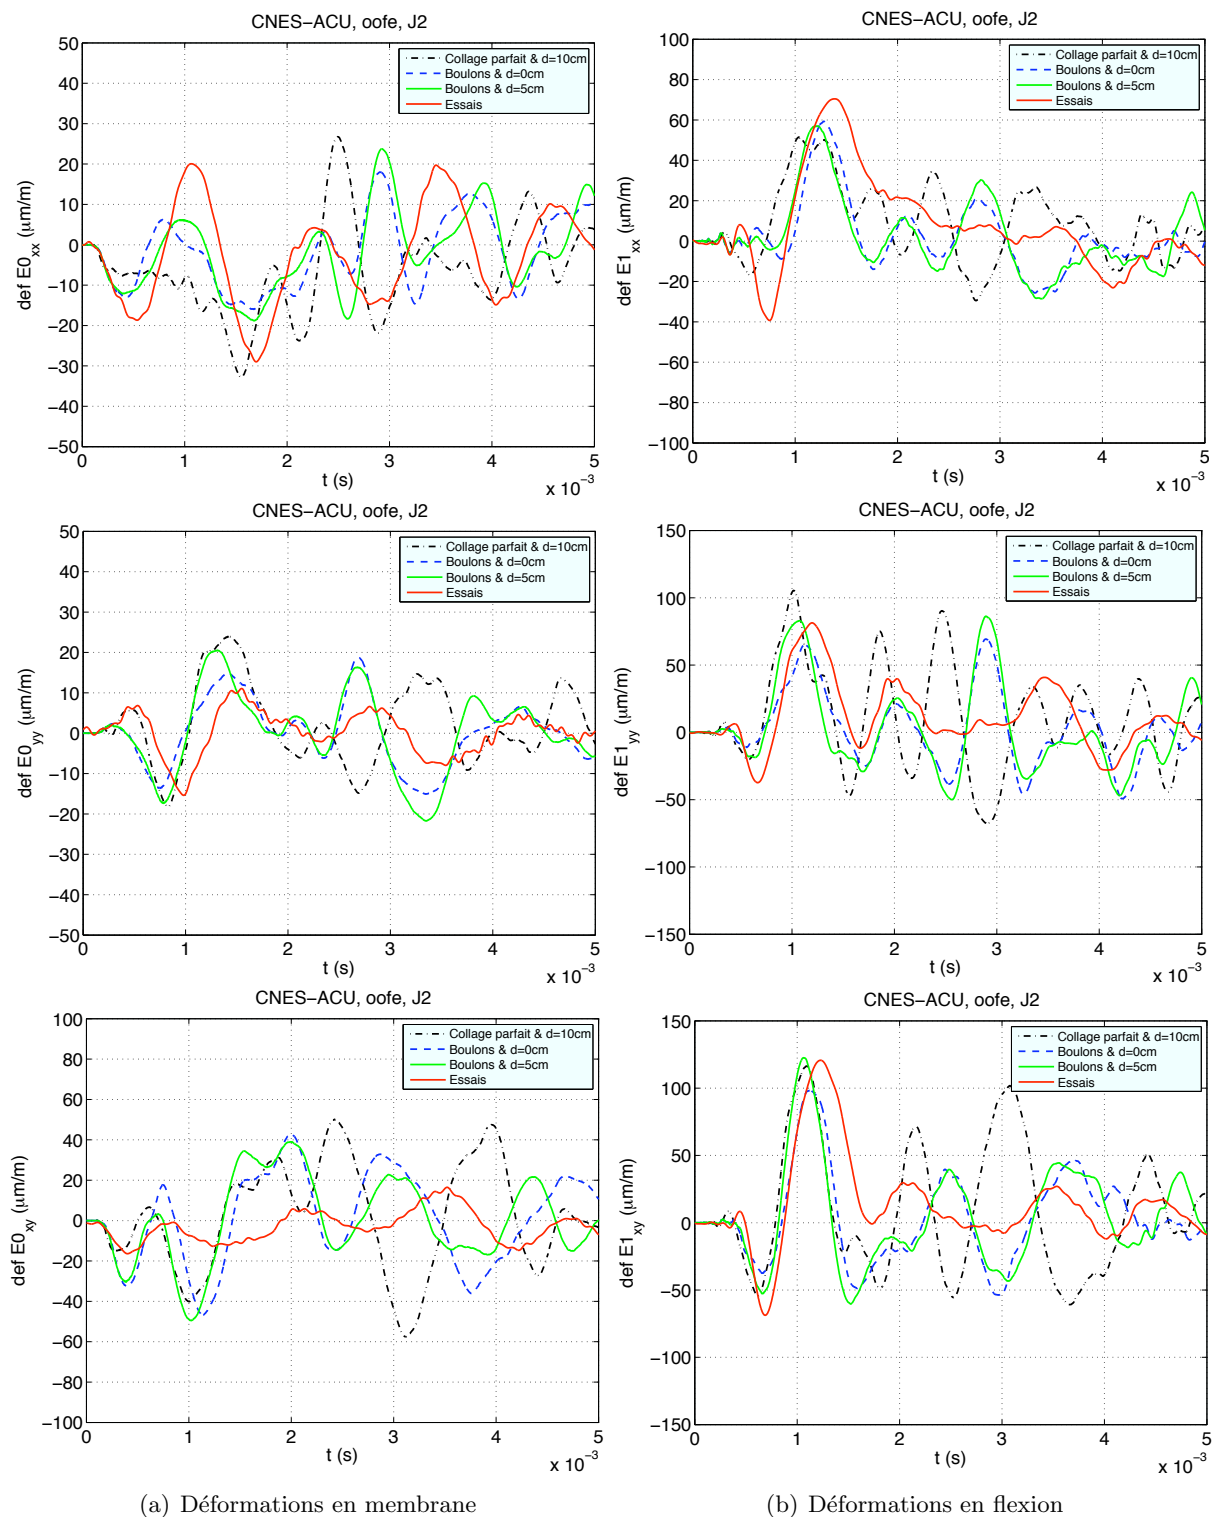 CNES−ACU, oofe, J2
50
40
30
20
10
0
−10
−20
−30
−40
−50
def E0xx (μm/m)
Collage parfait & d=10cm
Boulons & d=0cm
Boulons & d=5cm
Essais
0 1 2 3 4 5
t (s)
x 10−3
CNES−ACU, oofe, J2
100
80
60
40
20
0
−20
−40
−60
−80
−100
def E1xx (μm/m)
Collage parfait & d=10cm
Boulons & d=0cm
Boulons & d=5cm
Essais
0 1 2 3 4 5
t (s)
x 10−3
CNES−ACU, oofe, J2
50
40
30
20
10
0
−10
−20
−30
−40
−50
def E0yy (μm/m)
Collage parfait & d=10cm
Boulons & d=0cm
Boulons & d=5cm
Essais
0 1 2 3 4 5
t (s)
x 10−3
CNES−ACU, oofe, J2
150
100
50
0
−50
−100
−150
def E1yy (μm/m)
Collage parfait & d=10cm
Boulons & d=0cm
Boulons & d=5cm
Essais
0 1 2 3 4 5
t (s)
x 10−3
CNES−ACU, oofe, J2
100
80
60
40
20
0
−20
−40
−60
−80
−100
def E0xy (μm/m)
Collage parfait & d=10cm
Boulons & d=0cm
Boulons & d=5cm
Essais
0 1 2 3 4 5
t (s)
x 10−3
CNES−ACU, oofe, J2
150
100
50
0
−50
−100
−150
def E1xy (μm/m)
Collage parfait & d=10cm
Boulons & d=0cm
Boulons & d=5cm
Essais
0 1 2 3 4 5
t (s)
x 10−3
(a) Déformations en membrane
(b) Déformations en flexion